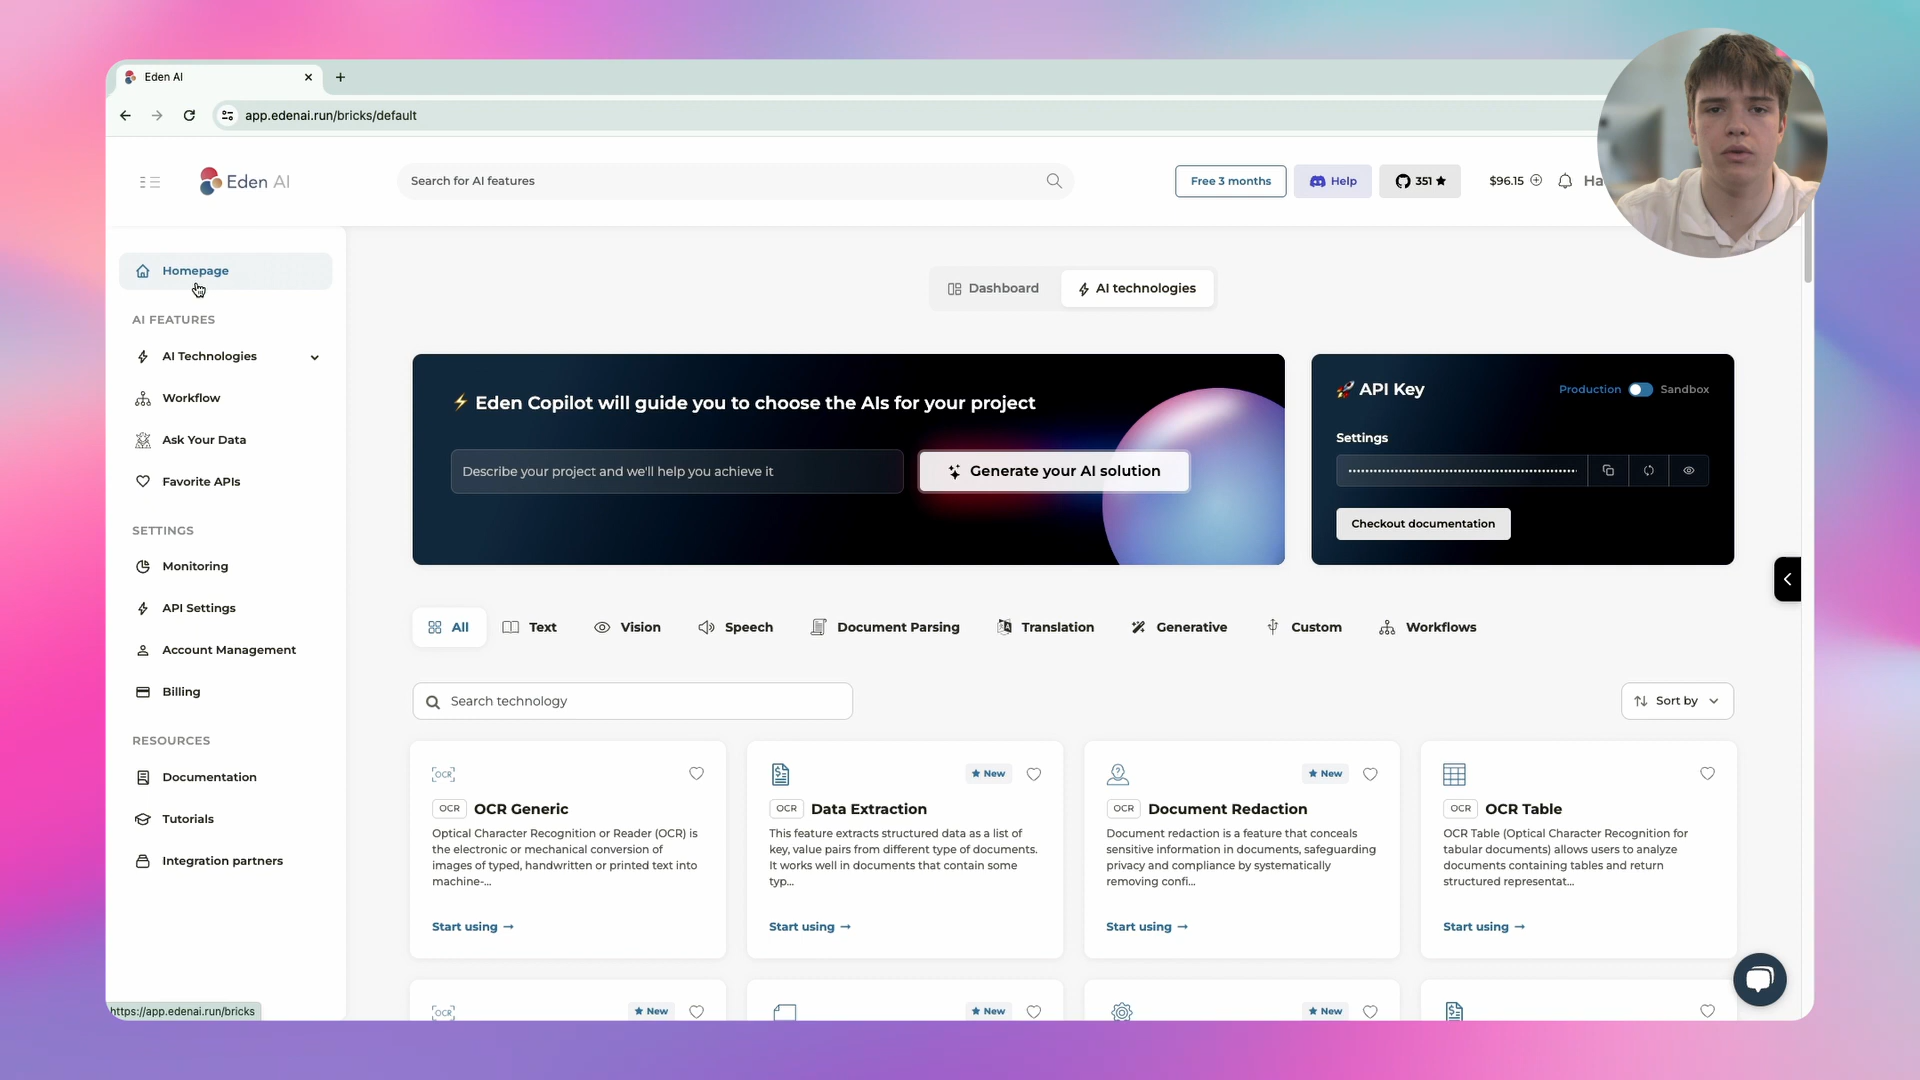 Eden AI
app.edenai.run/bricks/default
Eden AI
Search for AI features
Free 3 months
Help
351
$96.15
Ha
Homepage
AI FEATURES
AI Technologies
Workflow
Ask Your Data
Favorite APIs
SETTINGS
Monitoring
API Settings
Account Management
Billing
RESOURCES
Documentation
Tutorials
Integration partners
https://app.edenai.run/bricks
Dashboard
AI technologies
Eden Copilot will guide you to choose the AIs for your project
Describe your project and we'll help you achieve it
Generate your AI solution
API Key
Production
Sandbox
Settings
Checkout documentation
All
Text
Vision
Speech
Document Parsing
Translation
Generative
Custom
Workflows
Search technology
Sort by
OCR
OCR OCR Generic
Optical Character Recognition or Reader (OCR) is
the electronic or mechanical conversion of
images of typed, handwritten or printed text into
machine-...
Start using →
New
OCR Data Extraction
This feature extracts structured data as a list of
key, value pairs from different type of documents.
It works well in documents that contain some
typ...
Start using →
New
OCR Document Redaction
Document redaction is a feature that conceals
sensitive information in documents, safeguarding
privacy and compliance by systematically
removing confi...
Start using →
OCR OCR Table
OCR Table (Optical Character Recognition for
tabular documents) allows users to analyze
documents containing tables and return
structured representat...
Start using →
OCR
New
New
New